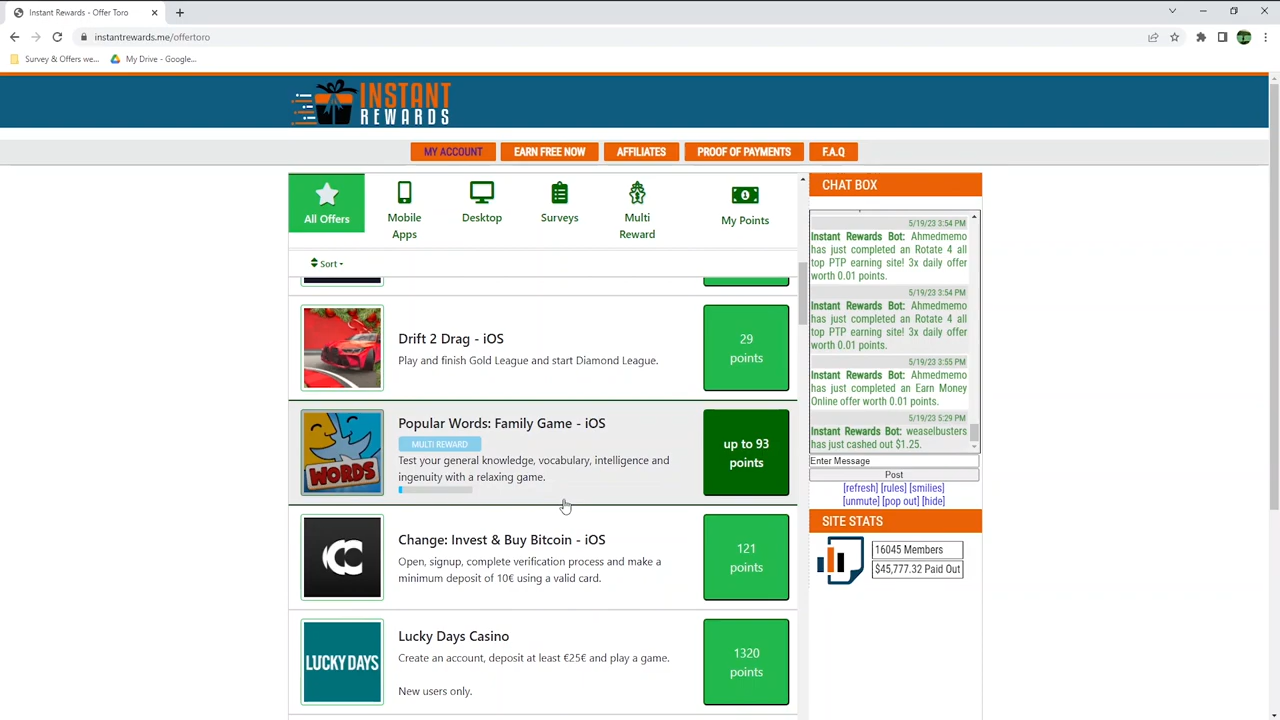 Instant Rewards - Offer Toro
instantrewards.me/offertoro
Survey & Offers we...
My Drive - Google...
INSTANT
REWARDS
MY ACCOUNT
EARN FREE NOW
AFFILIATES
PROOF OF PAYMENTS
F.A.Q
All Offers
Mobile
Apps
Desktop
Surveys
Multi
Reward
My Points
Sort
Drift 2 Drag - iOS
Play and finish Gold League and start Diamond League.
29
points
WORDS
Popular Words: Family Game - iOS
MULTI REWARD
Test your general knowledge, vocabulary, intelligence and
ingenuity with a relaxing game.
up to 93
points
Change: Invest & Buy Bitcoin - iOS
Open, signup, complete verification process and make a
minimum deposit of 10€ using a valid card.
121
points
LUCKY DAYS
Lucky Days Casino
Create an account, deposit at least €25€ and play a game.
New users only.
1320
points
CHAT BOX
5/19/23 3:54 PM
Instant Rewards Bot: Ahmedmemo
has just completed an Rotate 4 all
top PTP earning site! 3x daily offer
worth 0.01 points.
5/19/23 3:54 PM
Instant Rewards Bot: Ahmedmemo
has just completed an Rotate 4 all
top PTP earning site! 3x daily offer
worth 0.01 points.
5/19/23 3:55 PM
Instant Rewards Bot: Ahmedmemo
has just completed an Earn Money
Online offer worth 0.01 points.
5/19/23 5:29 PM
Instant Rewards Bot: weaselbusters
has just cashed out $1.25.
Enter Message
Post
[refresh] [rules] [smilies]
[unmute] [pop out] [hide]
SITE STATS
16045 Members
$45,777.32 Paid Out